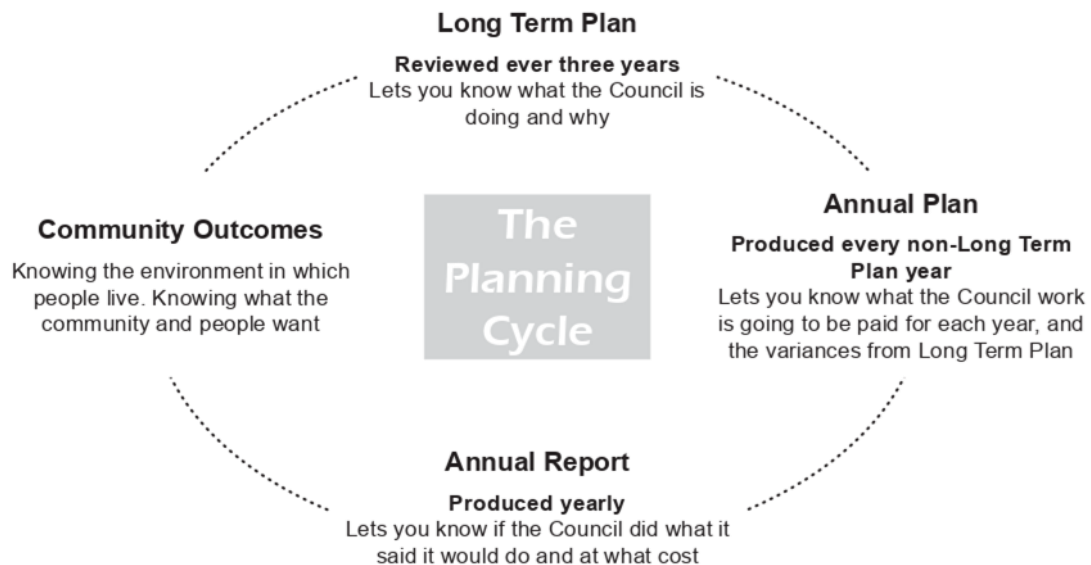 Long Term Plan
Reviewed ever three years
Lets you know what the Council is
doing and why
Annual Plan
Produced every non-Long Term
Plan year
Lets you know what the Council work
is going to be paid for each year, and
the variances from Long Term Plan
The
Planning
Cycle
Community Outcomes
Knowing the environment in which
people live. Knowing what the
community and people want
Annual Report
Produced yearly
Lets you know if the Council did what it
said it would do and at what cost